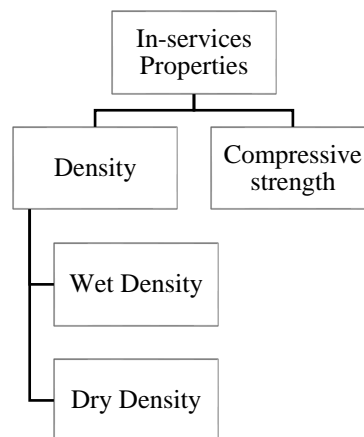 In-services
Properties
Density
Compressive
strength
Wet Density
Dry Density